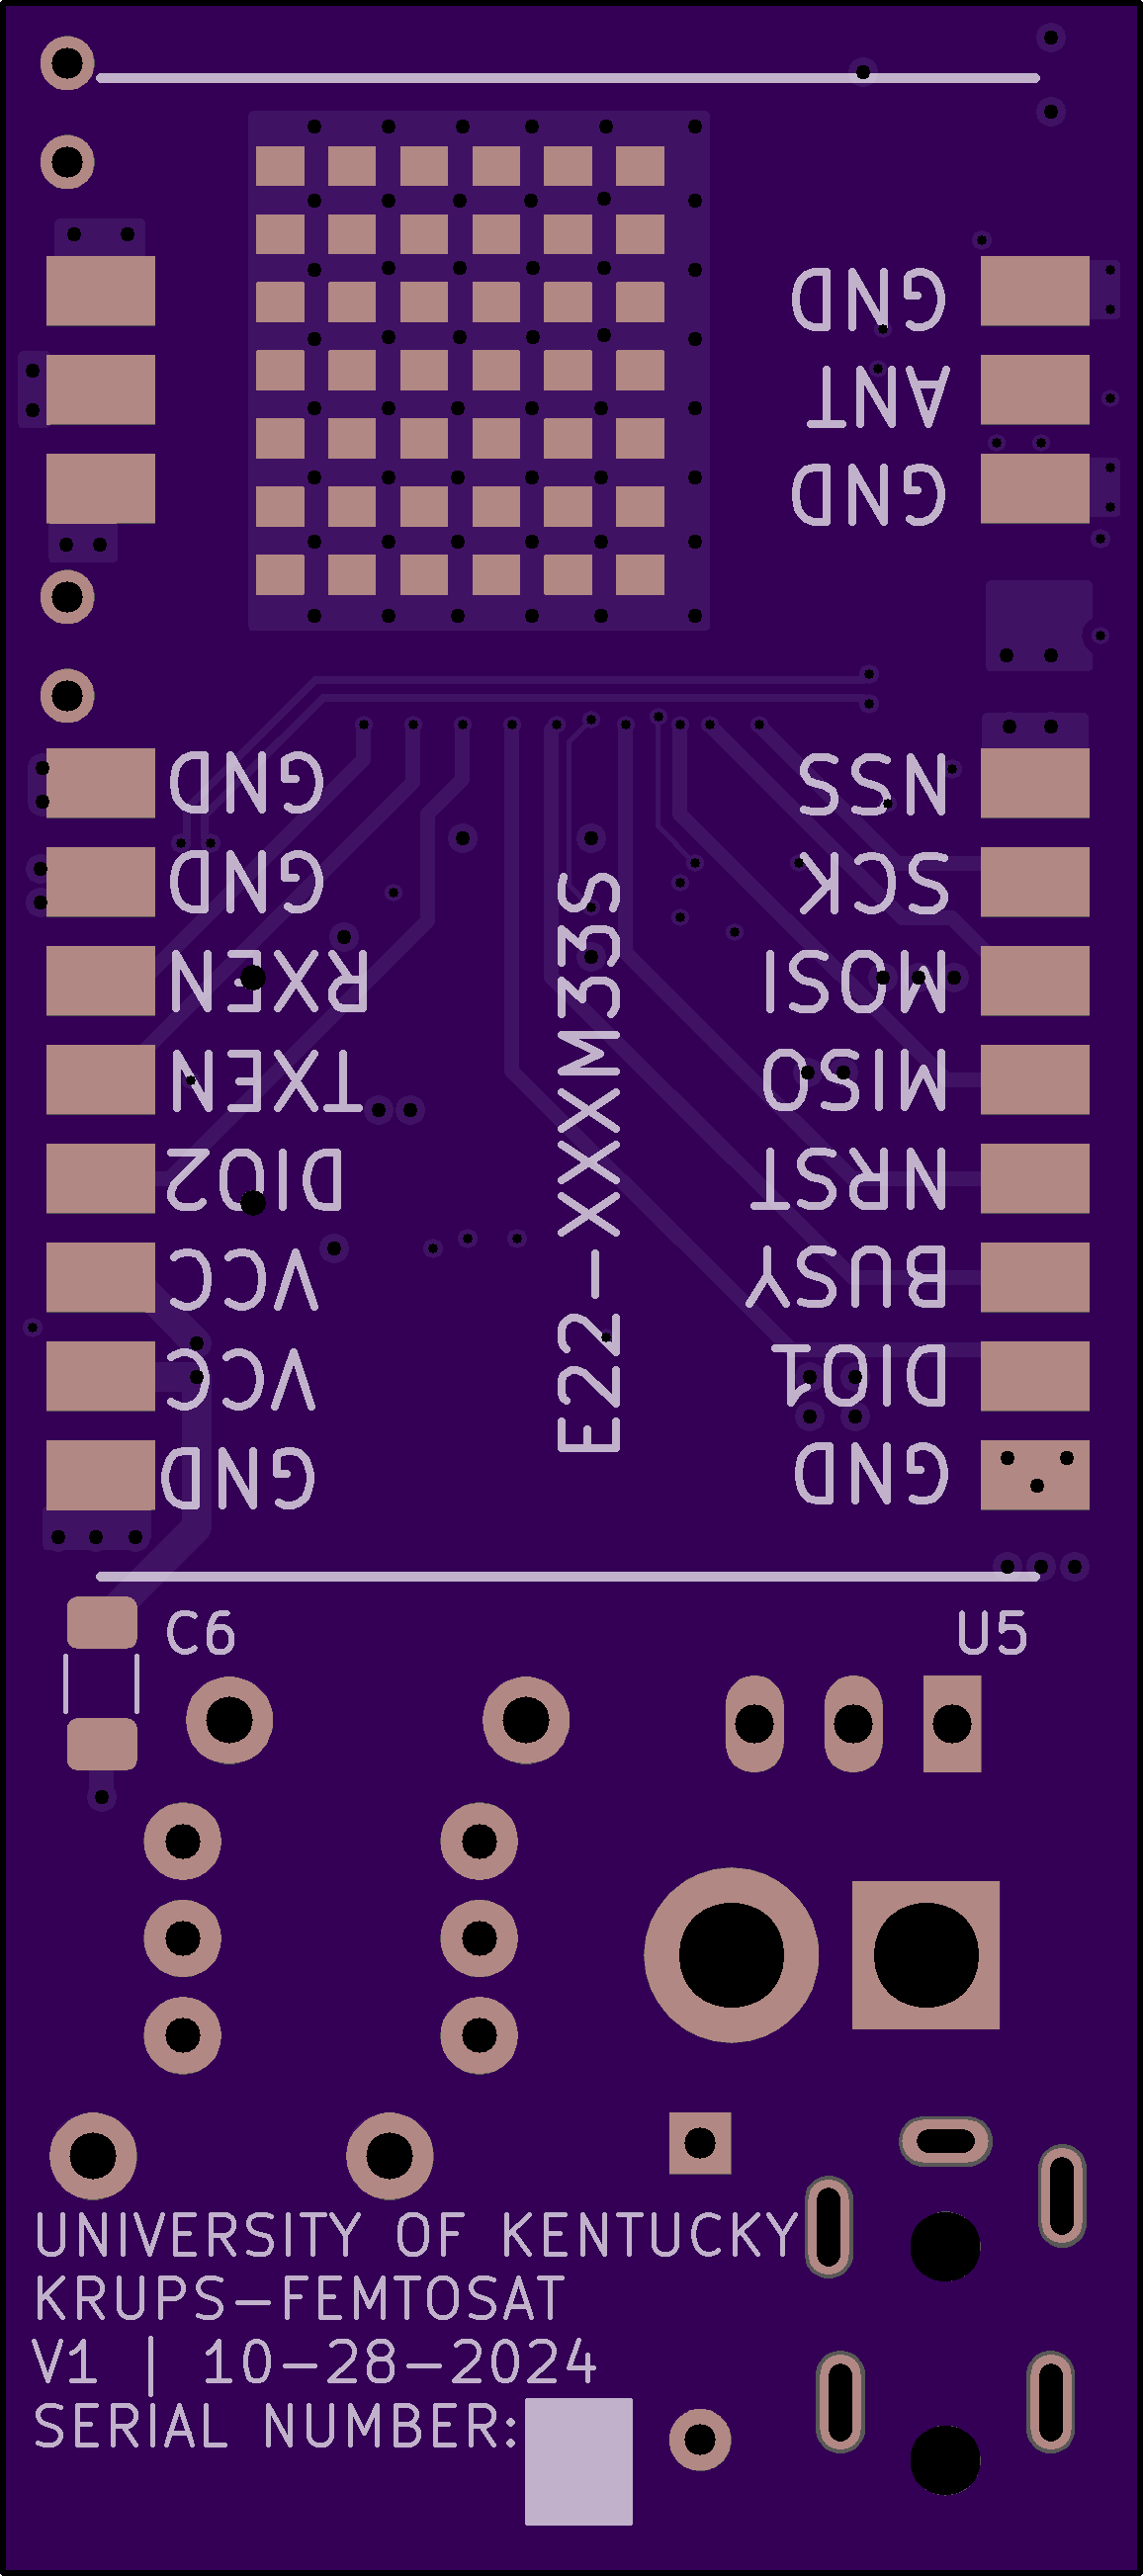 GND
ANT
GND
GND
NSS
GND
SCK
RXEN
MOSI
TXEN
MISO
DIO2
NRST
VCC
BUSY
VCC
DIO1
GND
GND
E22-XXXM33S
C6
U5
UNIVERSITY OF KENTUCKY
KRUPS-FEMTOSAT
V1 | 10-28-2024
SERIAL NUMBER: